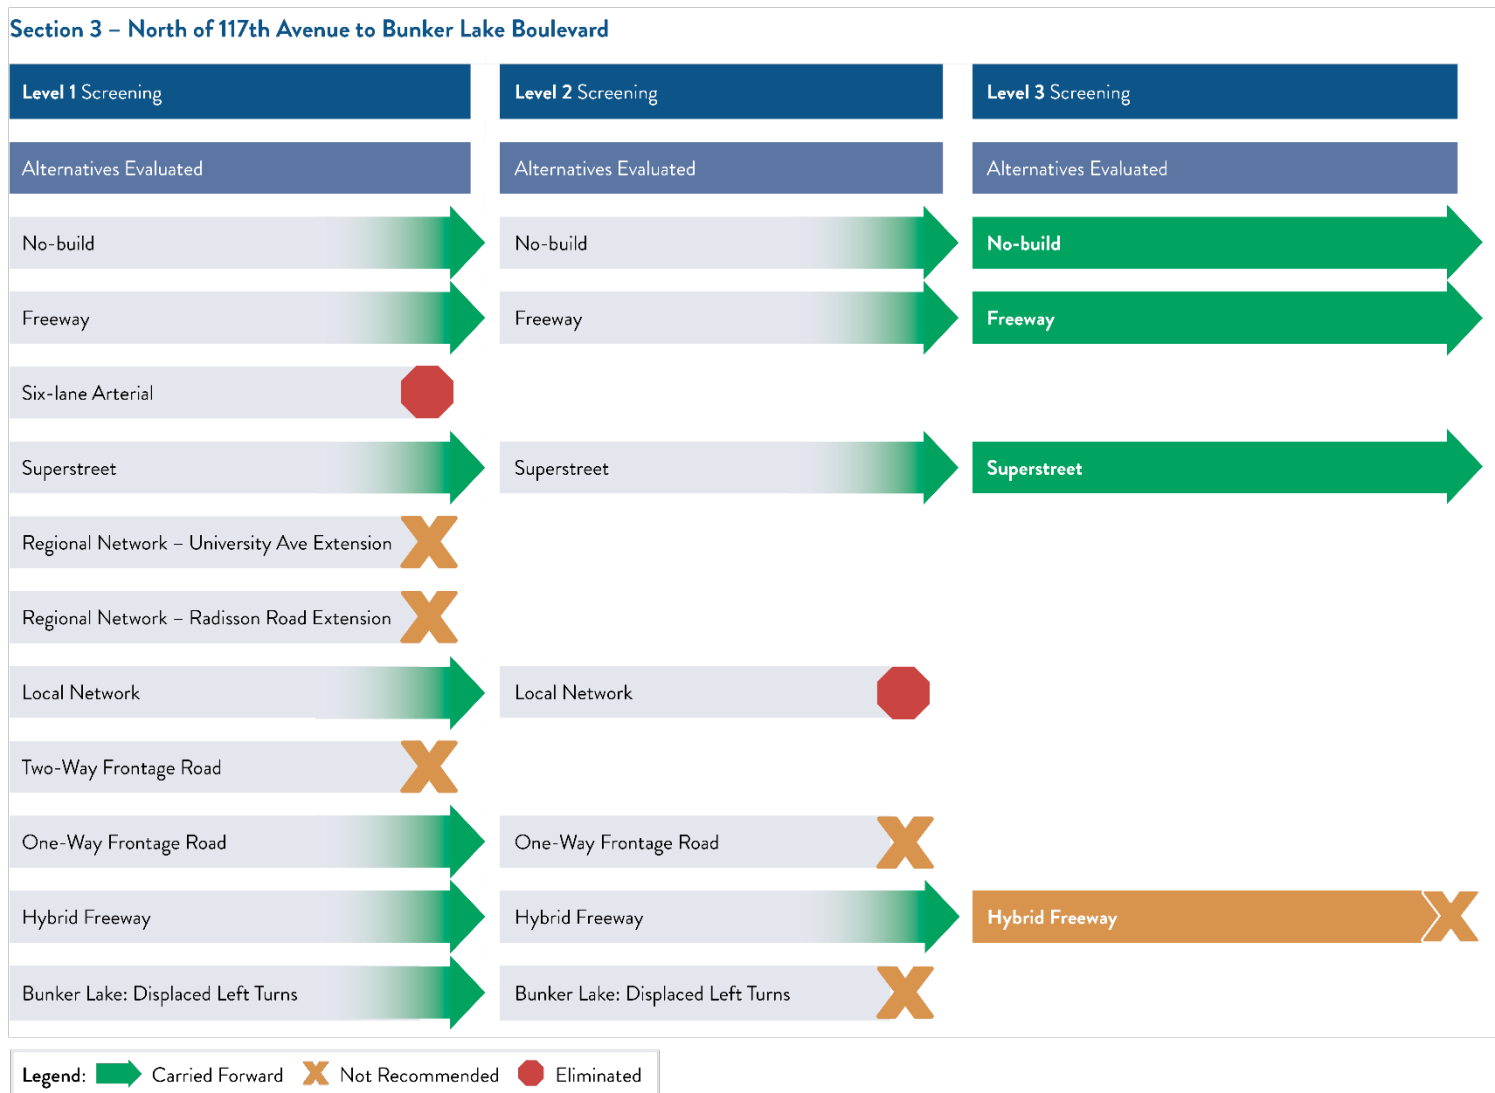 Section 3 – North of 117th Avenue to Bunker Lake Boulevard
Level 1 Screening
Level 2 Screening
Level 3 Screening
Alternatives Evaluated
Alternatives Evaluated
Alternatives Evaluated
No-build
No-build
No-build
Freeway
Freeway
Freeway
Six-lane Arterial
Superstreet
Superstreet
Superstreet
Regional Network – University Ave Extension
Regional Network – Radisson Road Extension
Local Network
Local Network
Two-Way Frontage Road
One-Way Frontage Road
One-Way Frontage Road
Hybrid Freeway
Hybrid Freeway
Hybrid Freeway
Bunker Lake: Displaced Left Turns
Bunker Lake: Displaced Left Turns
Legend: Carried Forward Not Recommended Eliminated